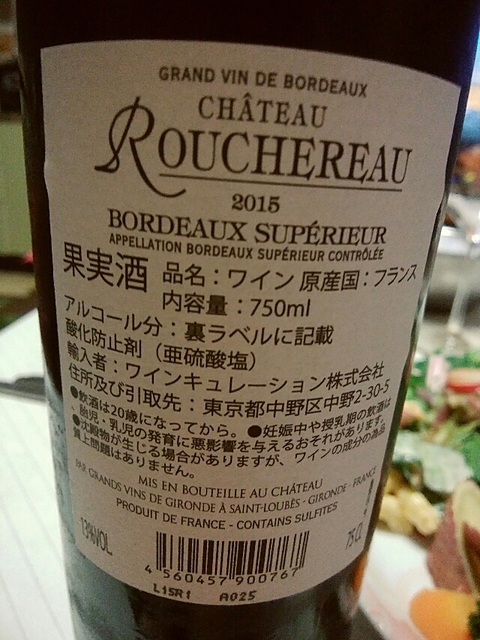 GRAND VIN DE BORDEAUX
CHÂTEAU
ROUCHEREAU
2015
BORDEAUX SUPÉRIEUR
APPELLATION BORDEAUX SUPÉRIEUR CONTRÔLÉE
果実酒 品名：ワイン 原産国：フランス
内容量：750ml
アルコール分：裏ラベルに記載
酸化防止剤（亜硫酸塩）
輸入者：ワインキュレーション株式会社
住所及び引取先：東京都中野区中野2-30-5
●飲酒は20歳になってから。●妊娠中や授乳期の飲酒は、
胎児・乳児の発育に悪影響を与えるおそれがあります。
●沈殿物が生じる場合がありますが、ワインの成分の為品
質上問題はありません。
MIS EN BOUTEILLE AU CHÂTEAU
PAR GRANDS VINS DE GIRONDE À SAINT-LOUBÈS - GIRONDE - FRANCE
PRODUIT DE FRANCE - CONTAINS SULFITES
13%VOL.
75 CL
4 560457 900767
L15R1 A025